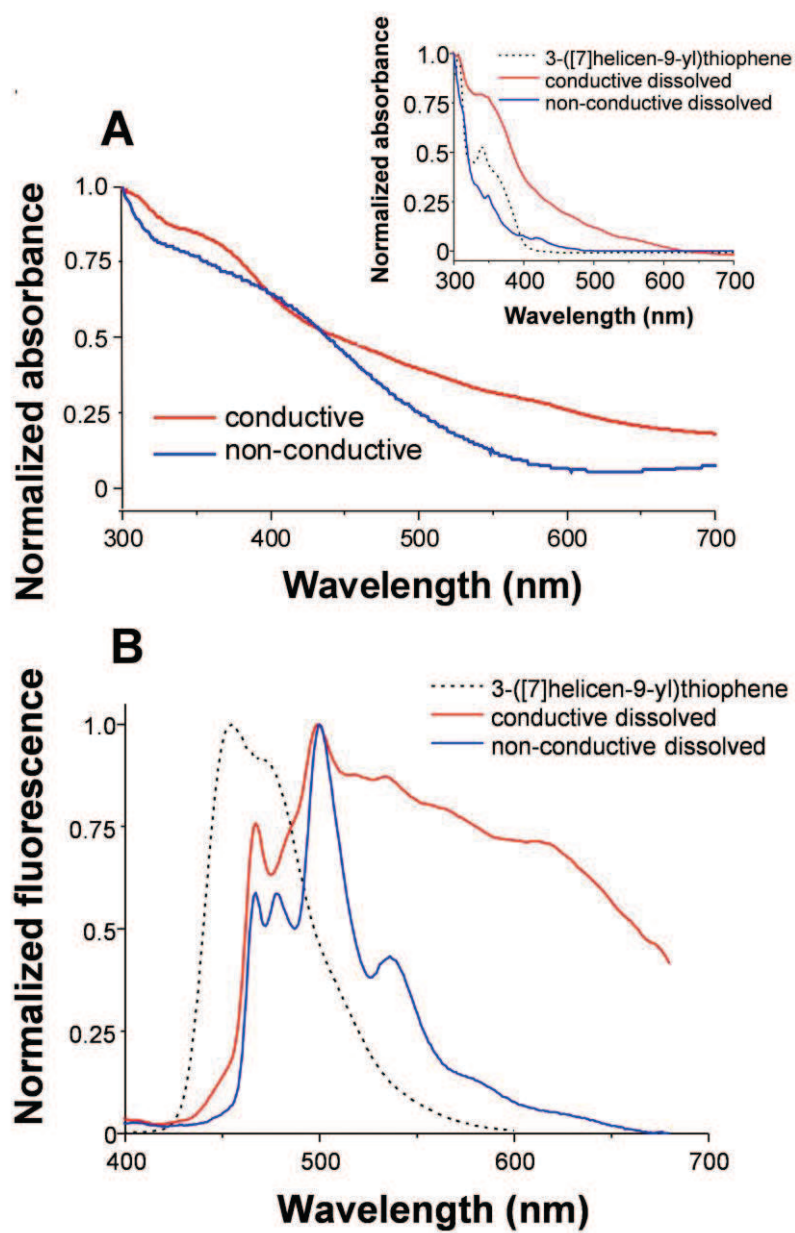 A
Normalized absorbance
1.0
0.75
0.5
0.25
0
300
400
500
600
700
Wavelength (nm)
conductive
non-conductive
Normalized absorbance
1.0
0.75
0.5
0.25
0
300
400
500
600
700
Wavelength (nm)
3-([7]helicen-9-yl)thiophene
conductive dissolved
non-conductive dissolved
B
Normalized fluorescence
1.0
0.75
0.5
0.25
0
400
500
600
700
Wavelength (nm)
3-([7]helicen-9-yl)thiophene
conductive dissolved
non-conductive dissolved